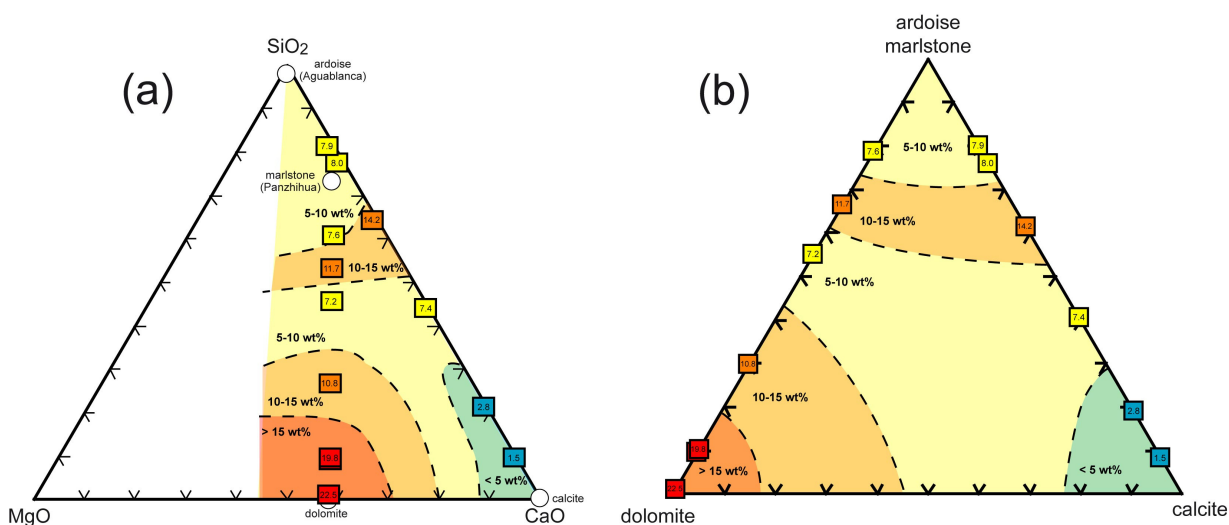 (a)
SiO2
ardoise
(Aguablanca)
7.9
8.0
marlstone
(Panzhihua)
5-10 wt%
14.2
7.6
11.7
10-15 wt%
7.2
7.4
5-10 wt%
10.8
10-15 wt%
2.8
> 15 wt%
19.8
1.5
< 5 wt%
22.5
calcite
dolomite
MgO
CaO
(b)
ardoise
marlstone
7.6
5-10 wt%
7.9
8.0
11.7
10-15 wt%
14.2
7.2
5-10 wt%
7.4
10.8
10-15 wt%
2.8
19.8
> 15 wt%
1.5
< 5 wt%
22.5
dolomite
calcite